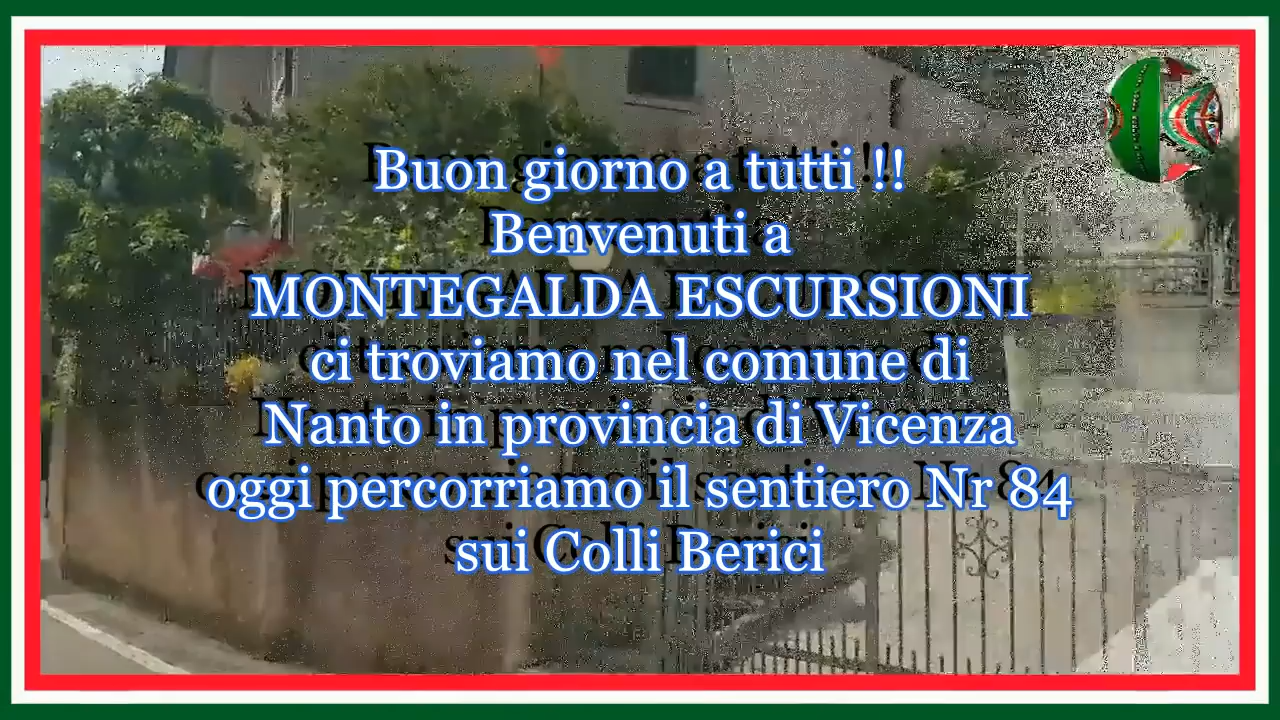 Buon giorno a tutti !!
Benvenuti a
MONTEGALDA ESCURSIONI
ci troviamo nel comune di
Nanto in provincia di Vicenza
oggi percorriamo il sentiero Nr 84
sui Colli Berici